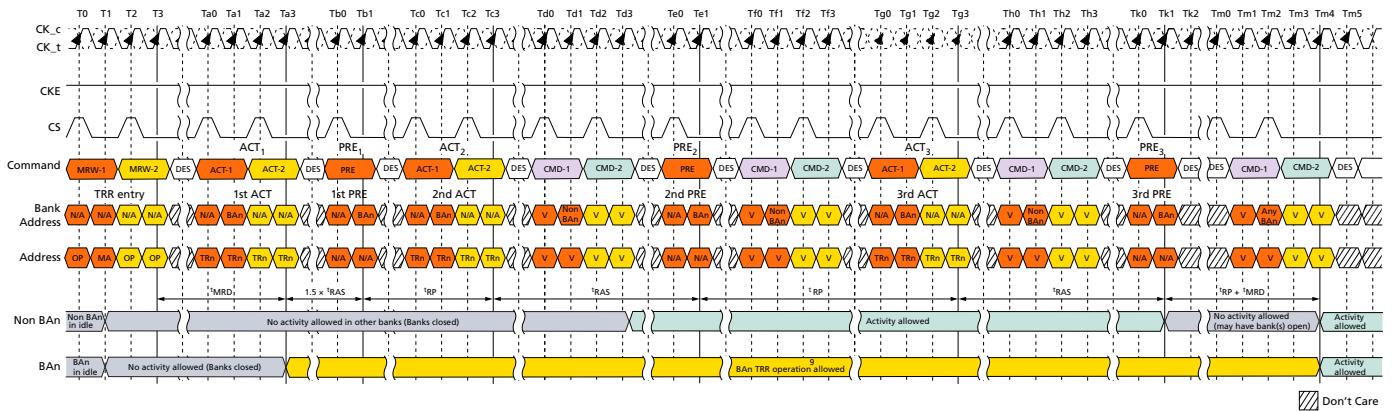 T0 T1 T2 T3 Ta0 Ta1 Ta2 Ta3 Tb0 Tb1 Tc0 Tc1 Tc2 Tc3 Td0 Td1 Td2 Td3 Te0 Te1 Tf0 Tf1 Tf2 Tf3 Tg0 Tg1 Tg2 Tg3 Th0 Th1 Th2 Th3 Tk0 Tk1 Tk2 Tm0 Tm1 Tm2 Tm3 Tm4 Tm5
CK_c
CK_t
CKE
CS
ACT1 PRE1 ACT2 PRE2 ACT3 PRE3
Command MRW-1 MRW-2 DES ACT-1 ACT-2 DES PRE DES ACT-1 ACT-2 DES CMD-1 CMD-2 DES PRE DES CMD-1 CMD-2 DES ACT-1 ACT-2 DES CMD-1 CMD-2 DES PRE DES DES CMD-1 CMD-2 DES
TRR entry 1st ACT 1st PRE 2nd ACT 2nd PRE 3rd ACT 3rd PRE
Bank Address N/A N/A N/A N/A N/A BAn N/A N/A N/A BAn N/A BAn N/A N/A V Non BAn V V N/A BAn V Non BAn V V N/A BAn N/A N/A V Non BAn V V N/A BAn V Any BAn V V
Address OP MA OP OP TRn TRn TRn TRn N/A N/A TRn TRn TRn TRn V V V V N/A N/A V V V V TRn TRn TRn TRn V V V V N/A N/A V V V V
tMRD 1.5 × tRAS tRP tRAS tRP tRAS tRP + tMRD
Non BAn Non BAn in idle No activity allowed in other banks (Banks closed) Activity allowed No activity allowed (may have bank(s) open) Activity allowed
BAn BAn in idle No activity allowed (Banks closed) 9 BAn TRR operation allowed Activity allowed
Don't Care